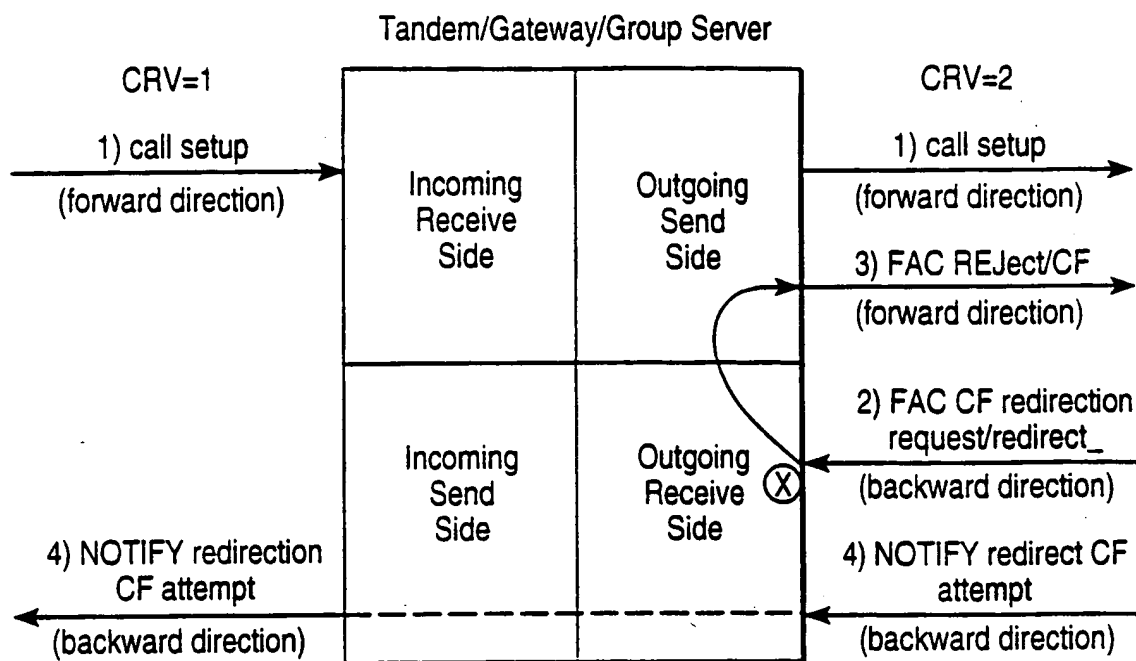 Tandem/Gateway/Group Server
CRV=1
CRV=2
1) call setup
(forward direction)
Incoming
Receive
Side
Outgoing
Send
Side
1) call setup
(forward direction)
3) FAC REJect/CF
(forward direction)
2) FAC CF redirection
request/redirect_
(backward direction)
Incoming
Send
Side
Outgoing
Receive
Side
X
4) NOTIFY redirection
CF attempt
(backward direction)
4) NOTIFY redirect CF
attempt
(backward direction)